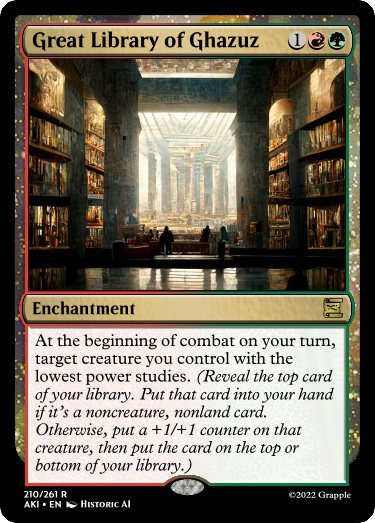 Great Library of Ghazuz 1
Enchantment
At the beginning of combat on your turn,
target creature you control with the
lowest power studies. (Reveal the top card
of your library. Put that card into your hand
if it's a noncreature, nonland card.
Otherwise, put a +1/+1 counter on that
creature, then put the card on the top or
bottom of your library.)
210/261 R
AKI • EN Historic AI
©2022 Grapple